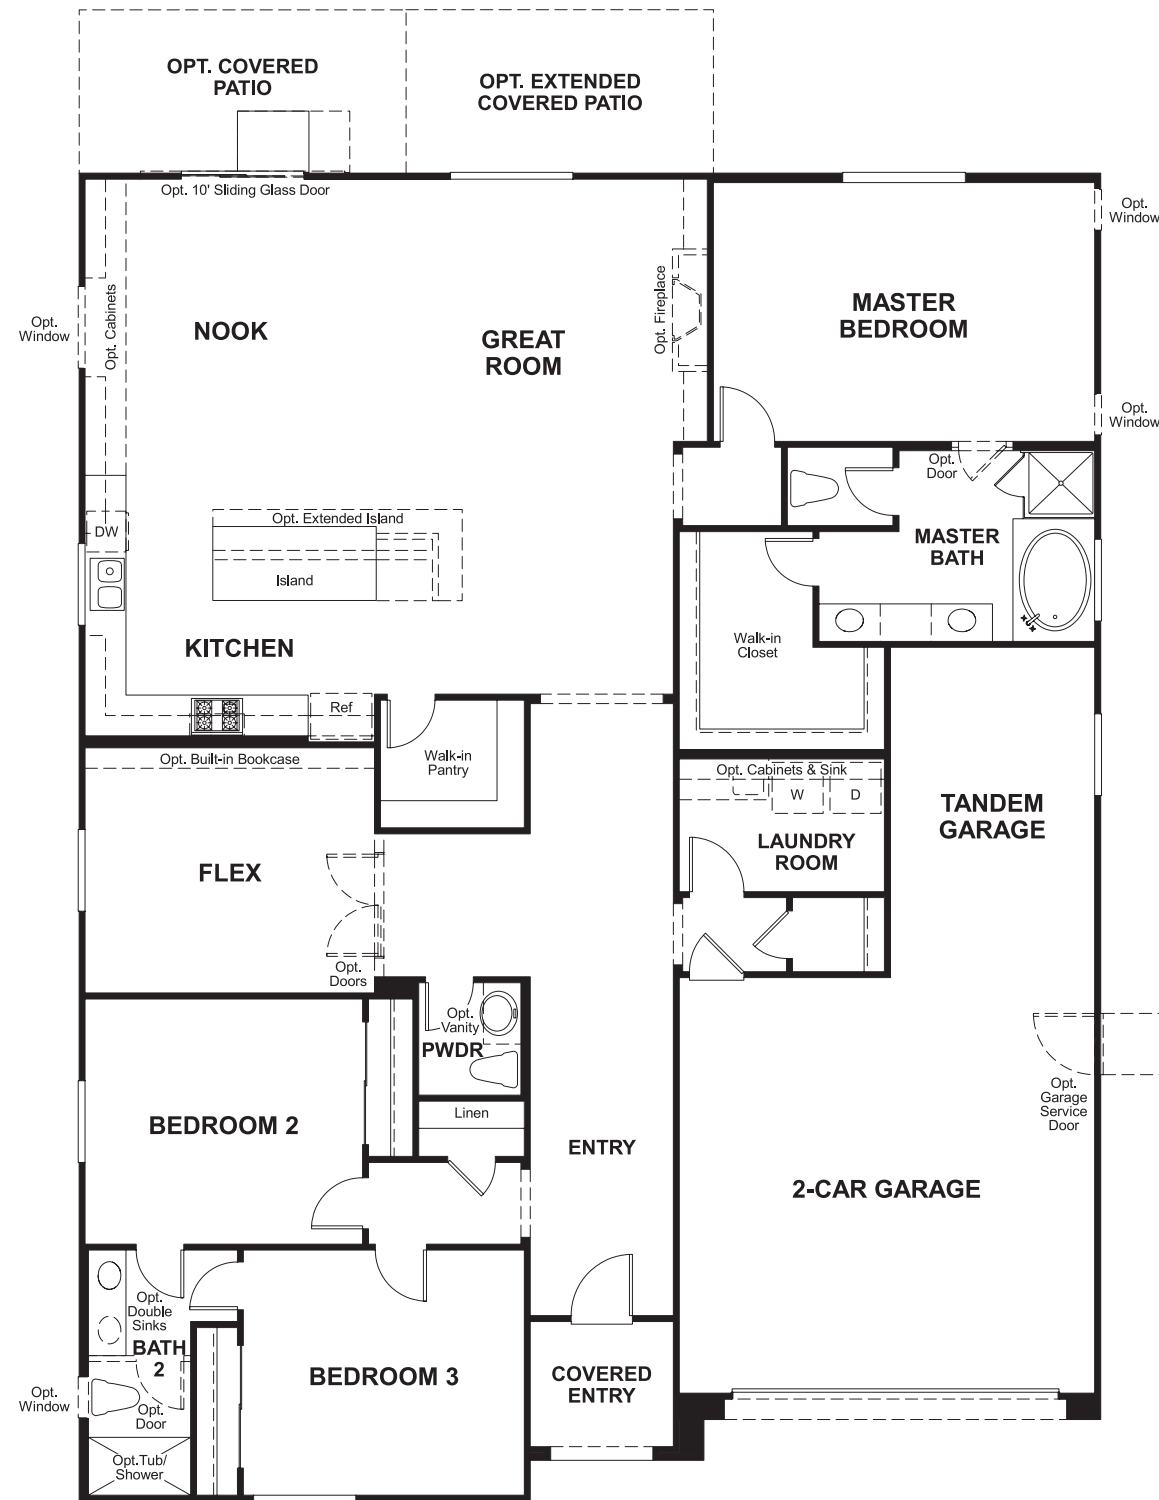 OPT. COVERED
PATIO
OPT. EXTENDED
COVERED PATIO
Opt. 10' Sliding Glass Door
Opt.
Window
Opt. Cabinets
Opt.
Window
NOOK
GREAT
ROOM
Opt. Fireplace
MASTER
BEDROOM
Opt.
Window
Opt.
Door
DW
Opt. Extended Island
Island
MASTER
BATH
KITCHEN
Walk-in
Closet
Ref
Opt. Built-in Bookcase
Walk-in
Pantry
Opt. Cabinets & Sink
W
D
TANDEM
GARAGE
LAUNDRY
ROOM
FLEX
Opt.
Doors
Opt.
Vanity
PWDR
Opt.
Garage
Service
Door
Linen
BEDROOM 2
ENTRY
2-CAR GARAGE
Opt.
Double
Sinks
BATH
2
BEDROOM 3
COVERED
ENTRY
Opt.
Window
Opt.
Door
Opt.Tub/
Shower